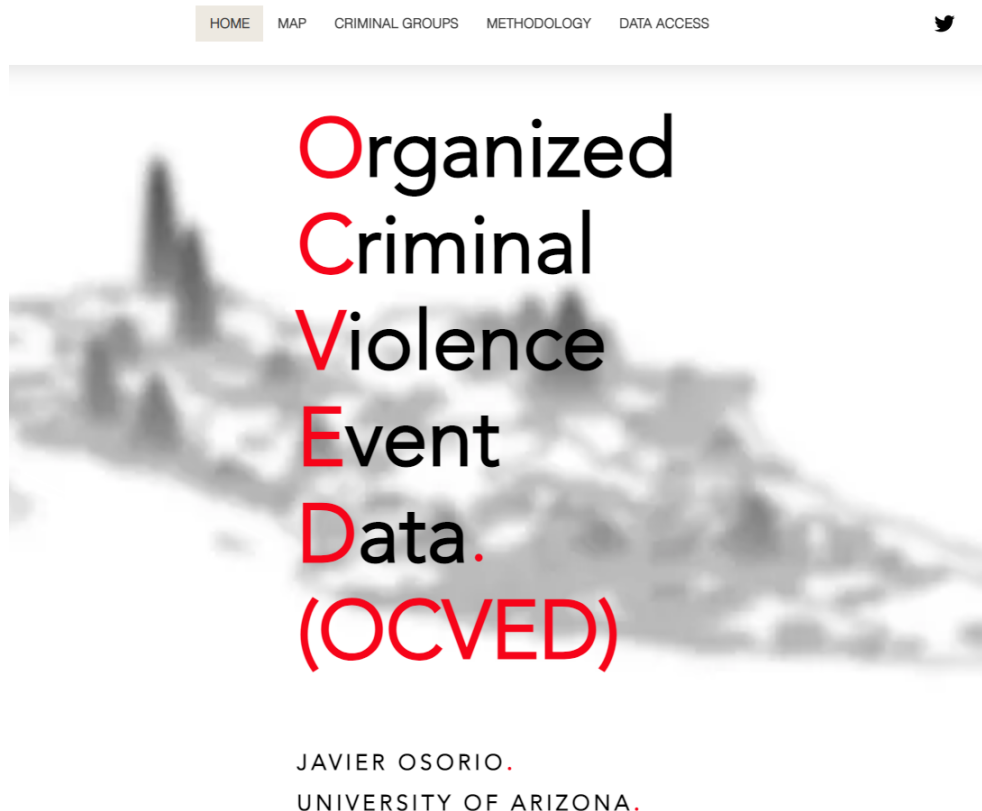 HOME MAP CRIMINAL GROUPS METHODOLOGY DATA ACCESS
Organized
Criminal
Violence
Event
Data.
(OCVED)
JAVIER OSORIO.
UNIVERSITY OF ARIZONA.